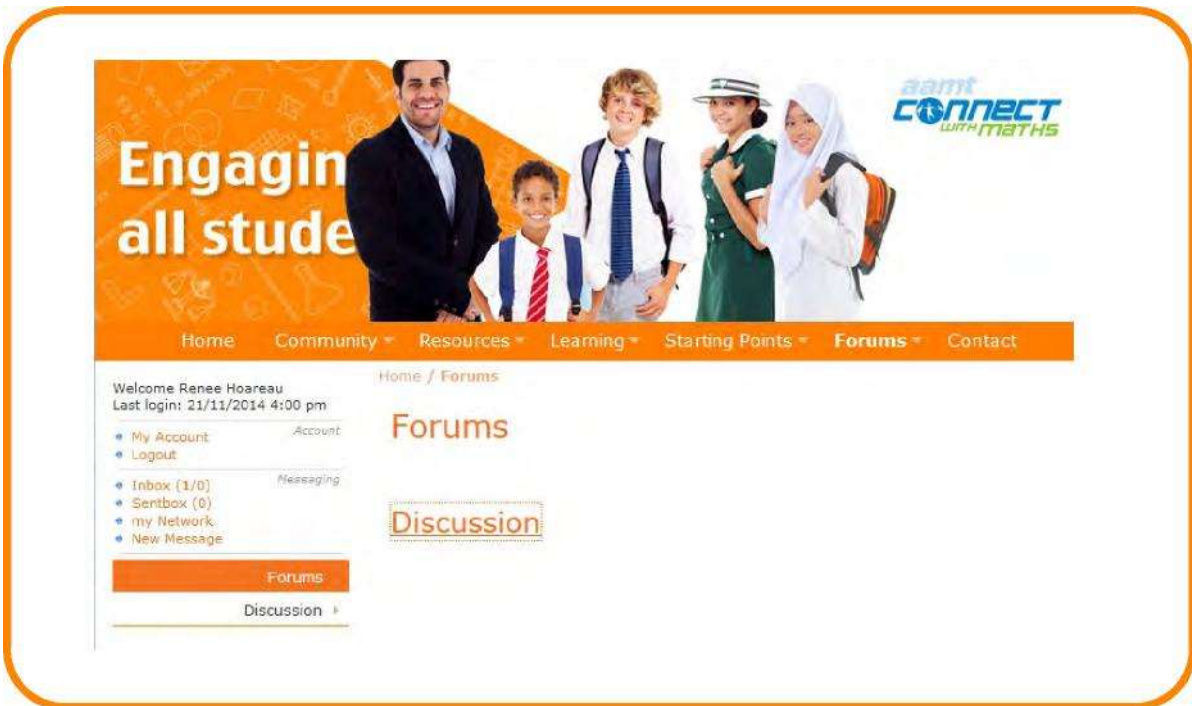 Engagin
all stude
aamt
CONNECT
WITH maTHS
Home Community Resources Learning Starting Points Forums Contact
Welcome Renee Hoareau
Last login: 21/11/2014 4:00 pm
Account
My Account
Logout
Messaging
Inbox (1/0)
Sentbox (0)
my Network
New Message
Forums
Discussion
Home / Forums
Forums
Discussion